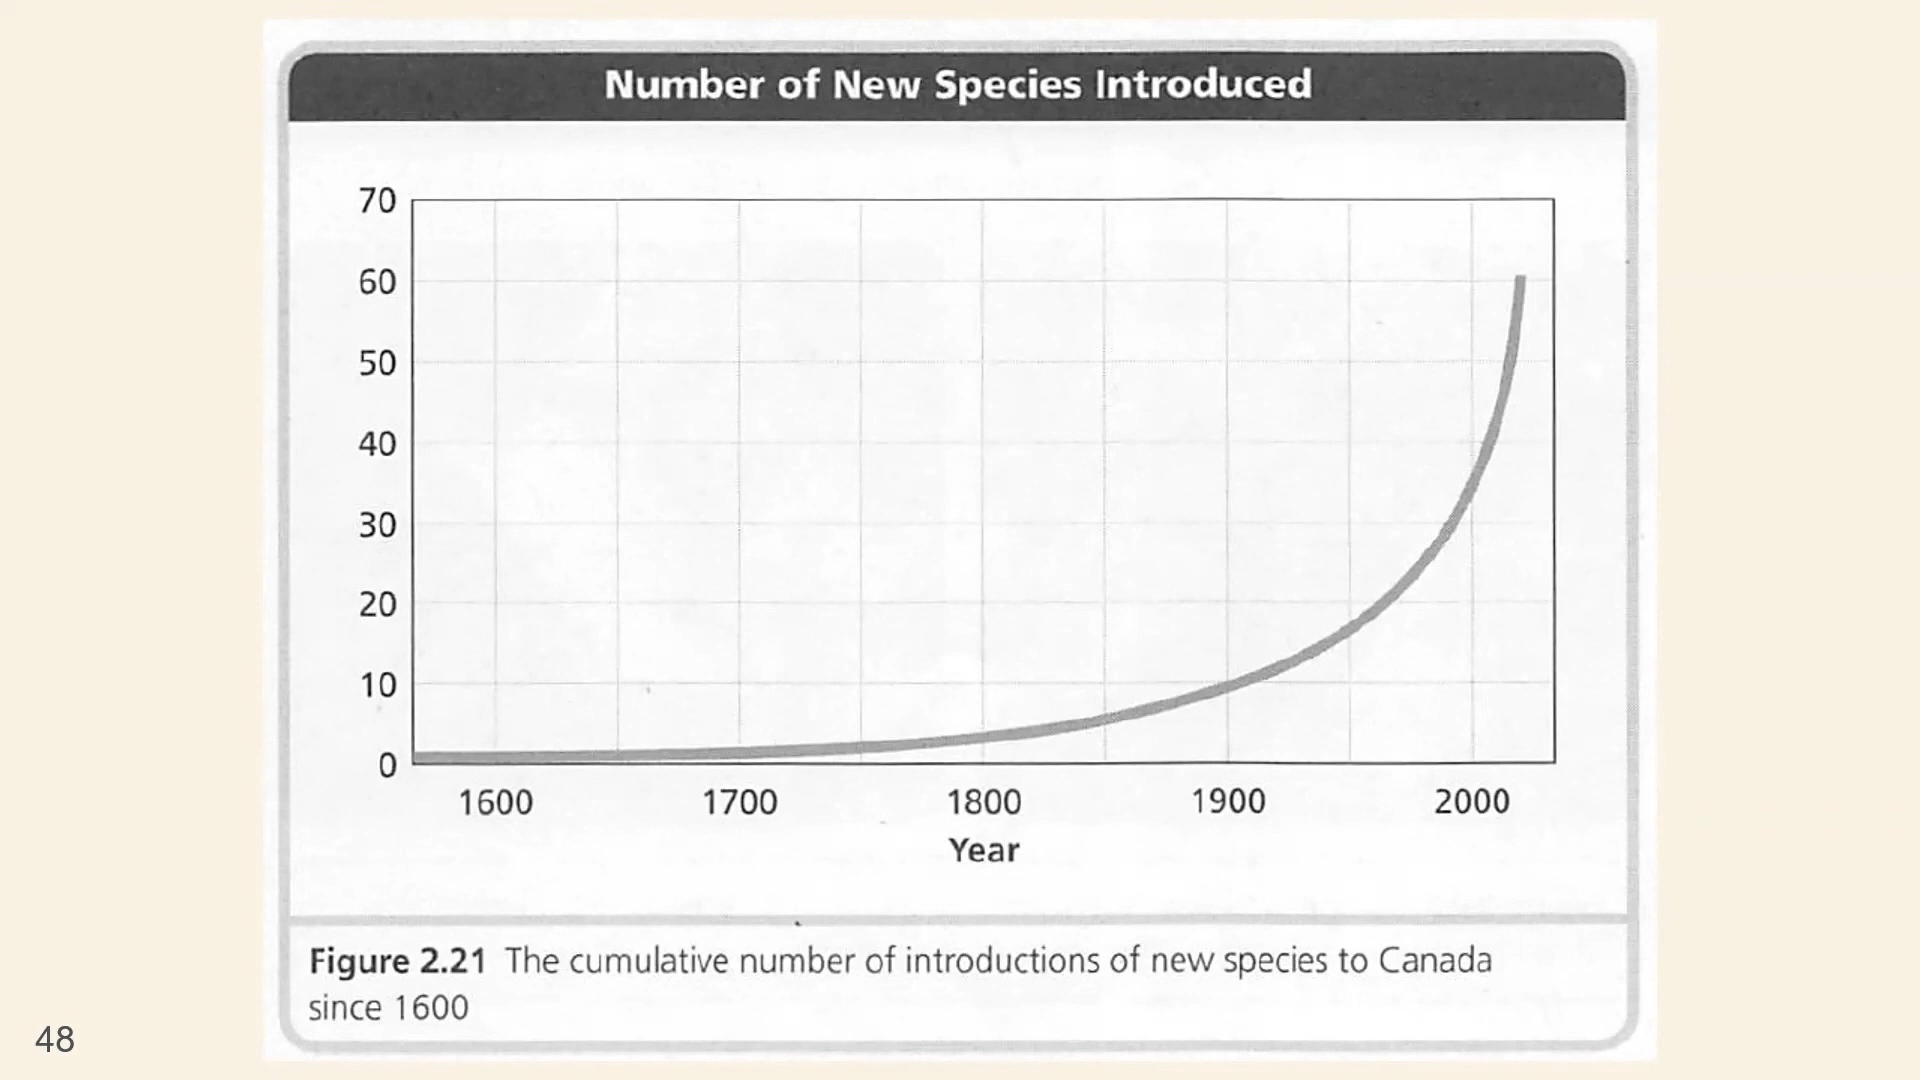 Number of New Species Introduced
70
60
50
40
30
20
10
0
1600 1700 1800 1900 2000
Year
Figure 2.21 The cumulative number of introductions of new species to Canada
since 1600
48